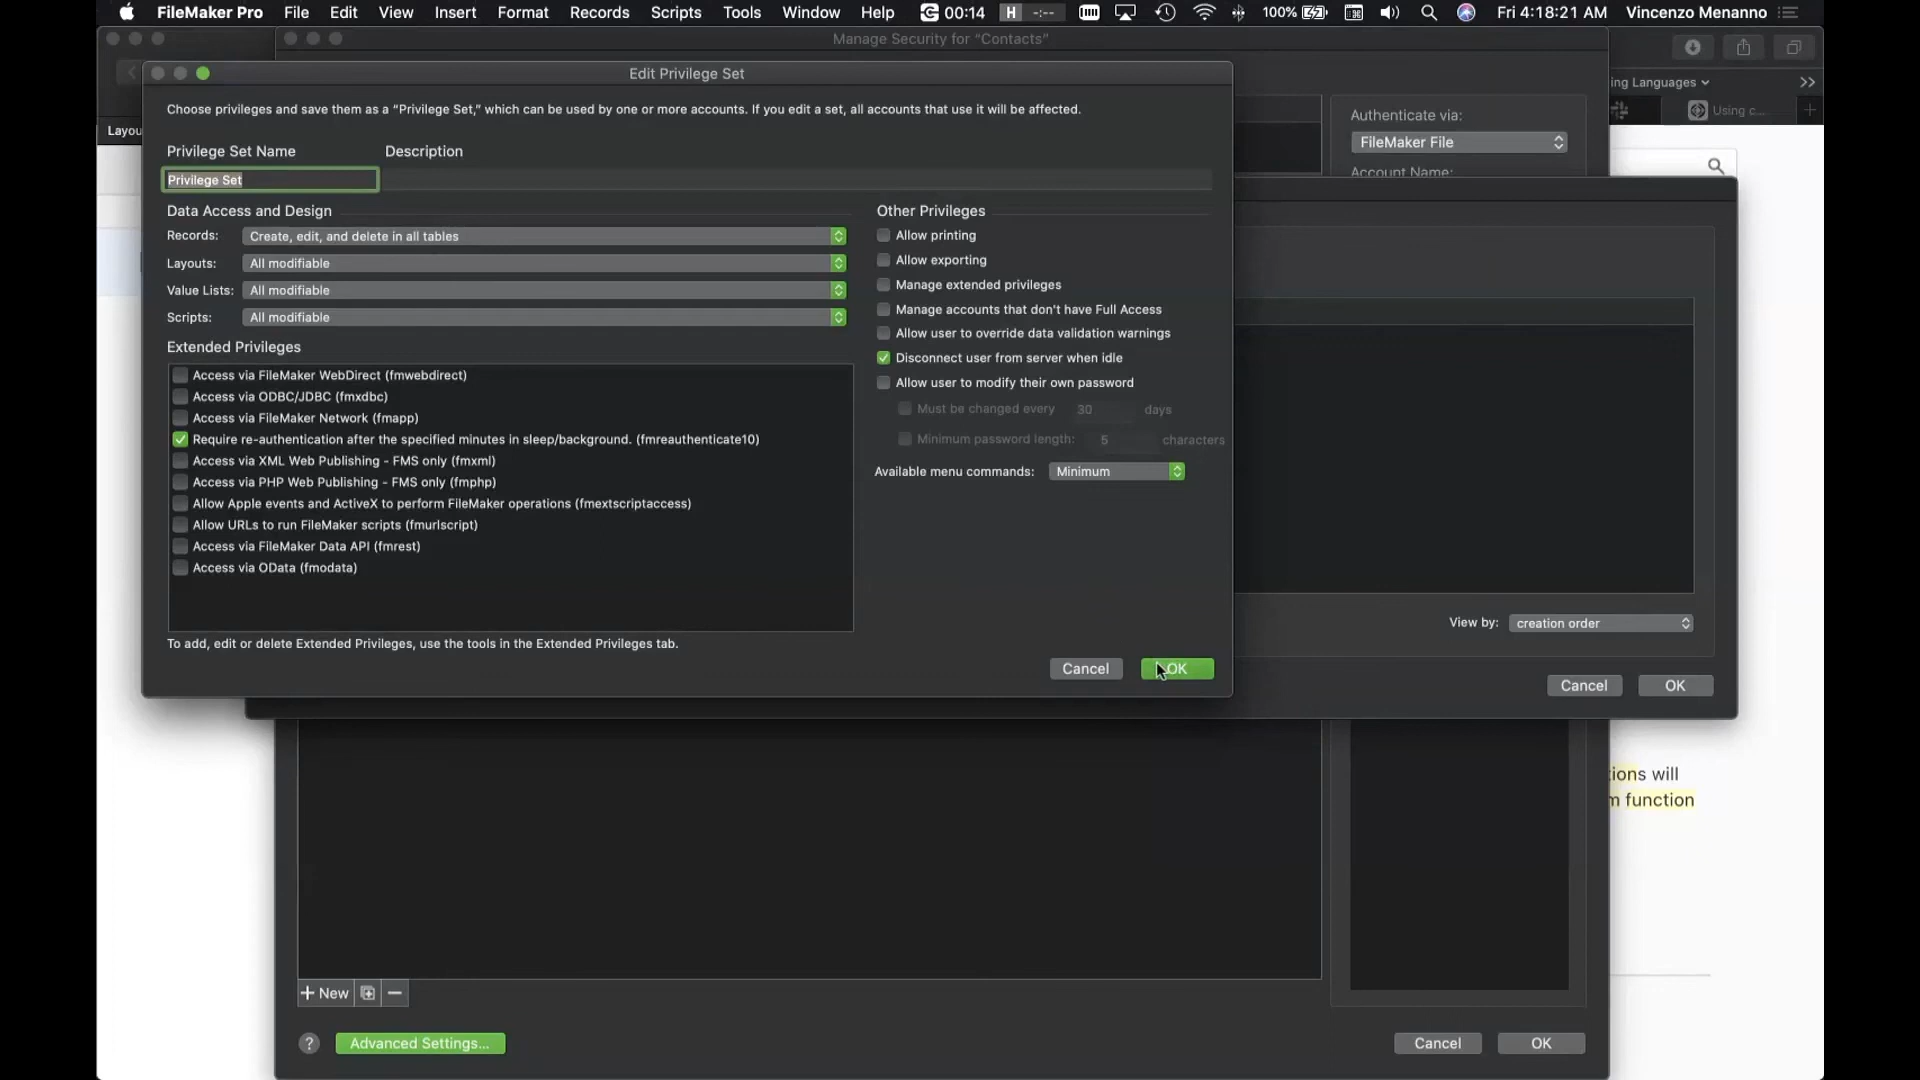 FileMaker Pro File Edit View Insert Format Records Scripts Tools Window Help 00:14 H -:-- 100% Fri 4:18:21 AM Vincenzo Menanno
Manage Security for “Contacts”
Edit Privilege Set
ing Languages
Using c...
Layou
Choose privileges and save them as a “Privilege Set,” which can be used by one or more accounts. If you edit a set, all accounts that use it will be affected.
Authenticate via:
FileMaker File
Account Name:
Privilege Set Name Description
Privilege Set
Data Access and Design
Records: Create, edit, and delete in all tables
Layouts: All modifiable
Value Lists: All modifiable
Scripts: All modifiable
Extended Privileges
Access via FileMaker WebDirect (fmwebdirect)
Access via ODBC/JDBC (fmxdbc)
Access via FileMaker Network (fmapp)
Require re-authentication after the specified minutes in sleep/background. (fmreauthenticate10)
Access via XML Web Publishing - FMS only (fmxml)
Access via PHP Web Publishing - FMS only (fmphp)
Allow Apple events and ActiveX to perform FileMaker operations (fmextscriptaccess)
Allow URLs to run FileMaker scripts (fmurlscript)
Access via FileMaker Data API (fmrest)
Access via OData (fmodata)
To add, edit or delete Extended Privileges, use the tools in the Extended Privileges tab.
Other Privileges
Allow printing
Allow exporting
Manage extended privileges
Manage accounts that don't have Full Access
Allow user to override data validation warnings
Disconnect user from server when idle
Allow user to modify their own password
Must be changed every 30 days
Minimum password length: 5 characters
Available menu commands: Minimum
Cancel OK
View by: creation order
Cancel OK
tions will
m function
+ New
? Advanced Settings...
Cancel OK